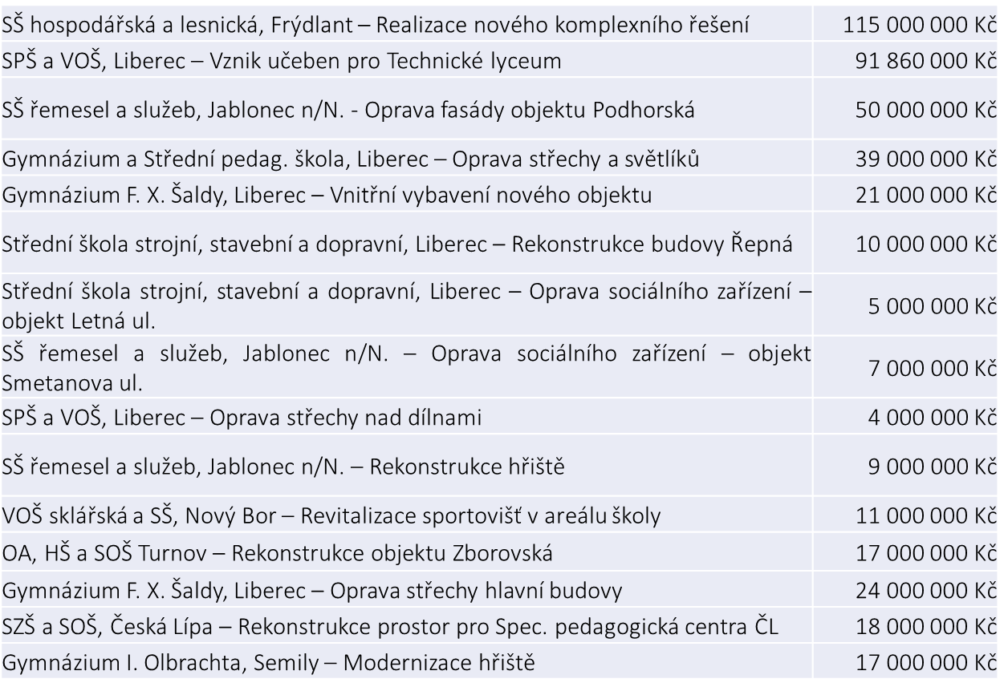 SŠ hospodářská a lesnická, Frýdlant – Realizace nového komplexního řešení 115 000 000 Kč
SPŠ a VOŠ, Liberec – Vznik učeben pro Technické lyceum 91 860 000 Kč
SŠ řemesel a služeb, Jablonec n/N. - Oprava fasády objektu Podhorská 50 000 000 Kč
Gymnázium a Střední pedag. škola, Liberec – Oprava střechy a světlíků 39 000 000 Kč
Gymnázium F. X. Šaldy, Liberec – Vnitřní vybavení nového objektu 21 000 000 Kč
Střední škola strojní, stavební a dopravní, Liberec – Rekonstrukce budovy Řepná 10 000 000 Kč
Střední škola strojní, stavební a dopravní, Liberec – Oprava sociálního zařízení –
objekt Letná ul. 5 000 000 Kč
SŠ řemesel a služeb, Jablonec n/N. – Oprava sociálního zařízení – objekt
Smetanova ul. 7 000 000 Kč
SPŠ a VOŠ, Liberec – Oprava střechy nad dílnami 4 000 000 Kč
SŠ řemesel a služeb, Jablonec n/N. – Rekonstrukce hřiště 9 000 000 Kč
VOŠ sklářská a SŠ, Nový Bor – Revitalizace sportovišť v areálu školy 11 000 000 Kč
OA, HŠ a SOŠ Turnov – Rekonstrukce objektu Zborovská 17 000 000 Kč
Gymnázium F. X. Šaldy, Liberec – Oprava střechy hlavní budovy 24 000 000 Kč
SZŠ a SOŠ, Česká Lípa – Rekonstrukce prostor pro Spec. pedagogická centra ČL 18 000 000 Kč
Gymnázium I. Olbrachta, Semily – Modernizace hřiště 17 000 000 Kč